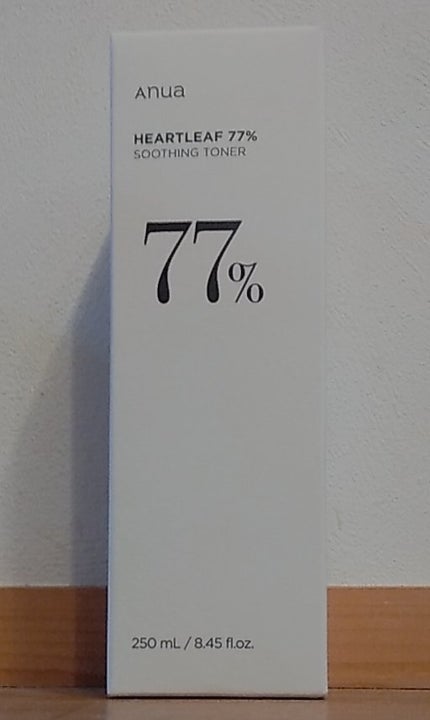 Anua
HEARTLEAF 77%
SOOTHING TONER
77%
250 mL / 8.45 fl.oz.